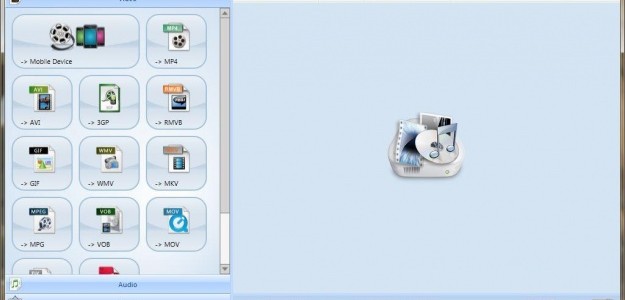 MP4
-> Mobile Device
-> MP4
AVI
-> AVI
-> 3GP
RMVB
-> RMVB
GIF
-> GIF
WMV
-> WMV
-> MKV
MPEG
-> MPG
VOB
-> VOB
MOV
-> MOV
Audio